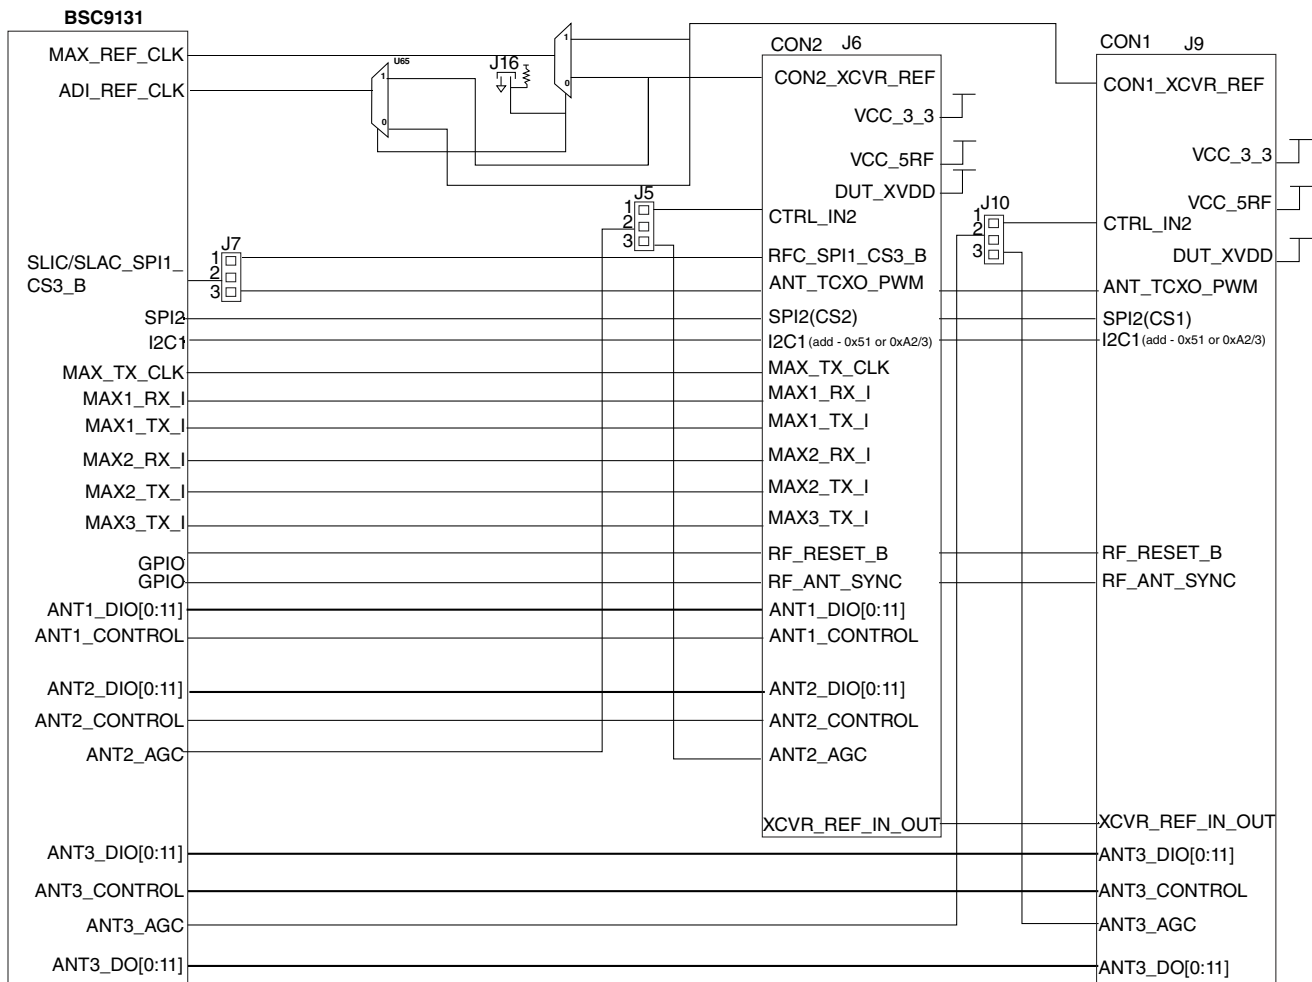 BSC9131
MAX_REF_CLK
ADI_REF_CLK
SLIC/SLAC_SPI1_
CS3_B
SPI2
I2C1
MAX_TX_CLK
MAX1_RX_I
MAX1_TX_I
MAX2_RX_I
MAX2_TX_I
MAX3_TX_I
GPIO
GPIO
ANT1_DIO[0:11]
ANT1_CONTROL
ANT2_DIO[0:11]
ANT2_CONTROL
ANT2_AGC
ANT3_DIO[0:11]
ANT3_CONTROL
ANT3_AGC
ANT3_DO[0:11]
J7
1
2
3
U65
1
0
J16
1
0
J5
1
2
3
CON2 J6
CON2_XCVR_REF
VCC_3_3
VCC_5RF
DUT_XVDD
CTRL_IN2
RFC_SPI1_CS3_B
ANT_TCXO_PWM
SPI2(CS2)
I2C1 (add - 0x51 or 0xA2/3)
MAX_TX_CLK
MAX1_RX_I
MAX1_TX_I
MAX2_RX_I
MAX2_TX_I
MAX3_TX_I
RF_RESET_B
RF_ANT_SYNC
ANT1_DIO[0:11]
ANT1_CONTROL
ANT2_DIO[0:11]
ANT2_CONTROL
ANT2_AGC
XCVR_REF_IN_OUT
J10
1
2
3
CON1 J9
CON1_XCVR_REF
VCC_3_3
VCC_5RF
CTRL_IN2
DUT_XVDD
ANT_TCXO_PWM
SPI2(CS1)
I2C1 (add - 0x51 or 0xA2/3)
RF_RESET_B
RF_ANT_SYNC
XCVR_REF_IN_OUT
ANT3_DIO[0:11]
ANT3_CONTROL
ANT3_AGC
ANT3_DO[0:11]